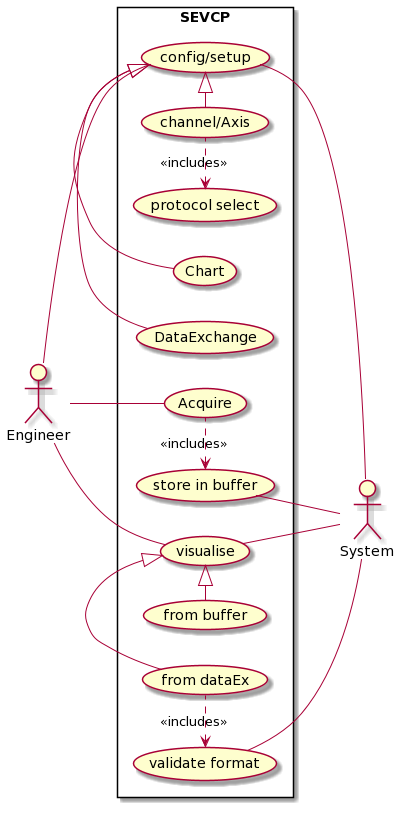 SEVCP
config/setup
channel/Axis
«includes»
protocol select
Chart
DataExchange
Acquire
Engineer
«includes»
store in buffer
visualise
System
from buffer
from dataEx
«includes»
validate format